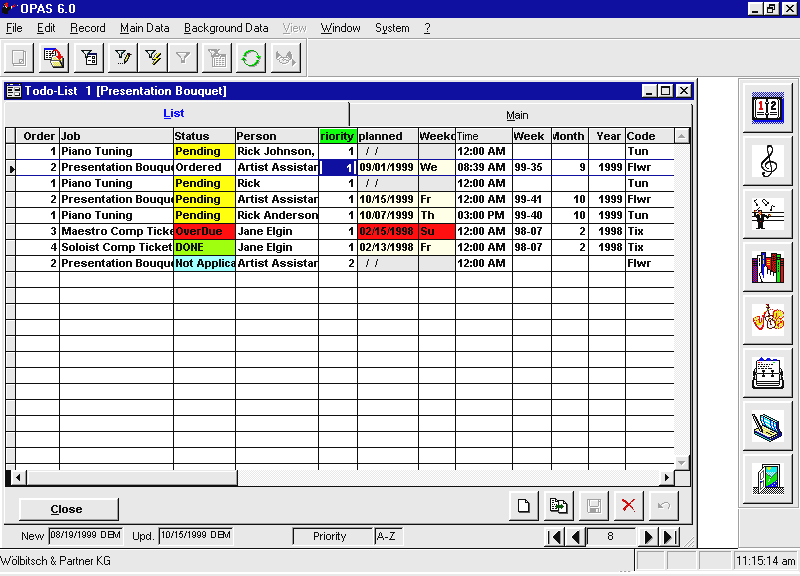 OPAS 6.0
File Edit Record Main Data Background Data View Window System ?
Todo-List 1 [Presentation Bouquet]
List Main
Order Job Status Person riority planned Weekd Time Week Month Year Code
1 Piano Tuning Pending Rick Johnson, 1 / / 12:00 AM Tun
2 Presentation Bouque Ordered Artist Assistar 1 09/01/1999 We 08:39 AM 99-35 9 1999 Flwr
1 Piano Tuning Pending Rick 1 / / 12:00 AM Tun
2 Presentation Bouque Pending Artist Assistar 1 10/15/1999 Fr 12:00 AM 99-41 10 1999 Flwr
1 Piano Tuning Pending Rick Anderson 1 10/07/1999 Th 03:00 PM 99-40 10 1999 Tun
3 Maestro Comp Ticke OverDue Jane Elgin 1 02/15/1998 Su 12:00 AM 98-07 2 1998 Tix
4 Soloist Comp Ticket DONE Jane Elgin 1 02/13/1998 Fr 12:00 AM 98-07 2 1998 Tix
2 Presentation Bouque Not Applica Artist Assistar 2 / / 12:00 AM Flwr
Close
New 08/19/1999 DEM Upd. 10/15/1999 DEM Priority A-Z 8
Wölbitsch & Partner KG 11:15:14 am